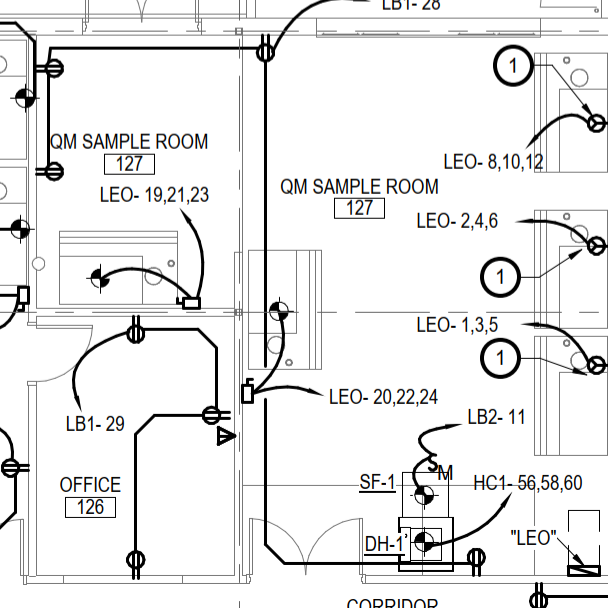 LB1- 28
1
QM SAMPLE ROOM
127
LEO- 8,10,12
LEO- 19,21,23
QM SAMPLE ROOM
127
LEO- 2,4,6
1
LEO- 1,3,5
1
LEO- 20,22,24
LB1- 29
LB2- 11
OFFICE
126
SF-1
M
HC1- 56,58,60
"LEO"
DH-1
CORRIDOR